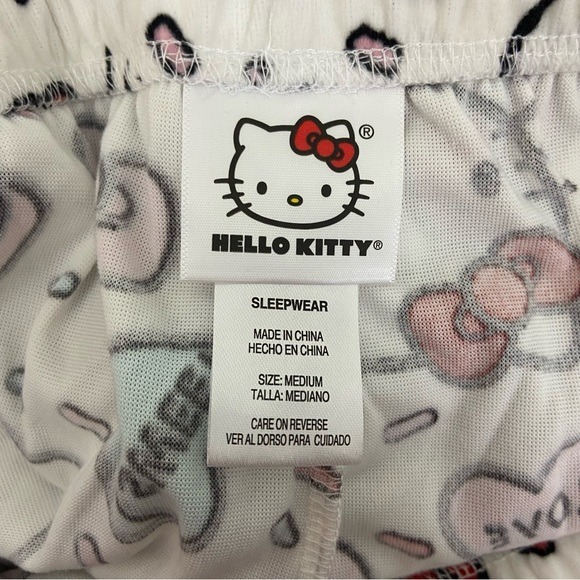 ®
HELLO KITTY®
SLEEPWEAR
MADE IN CHINA
HECHO EN CHINA
SIZE: MEDIUM
TALLA: MEDIANO
CARE ON REVERSE
VER AL DORSO PARA CUIDADO